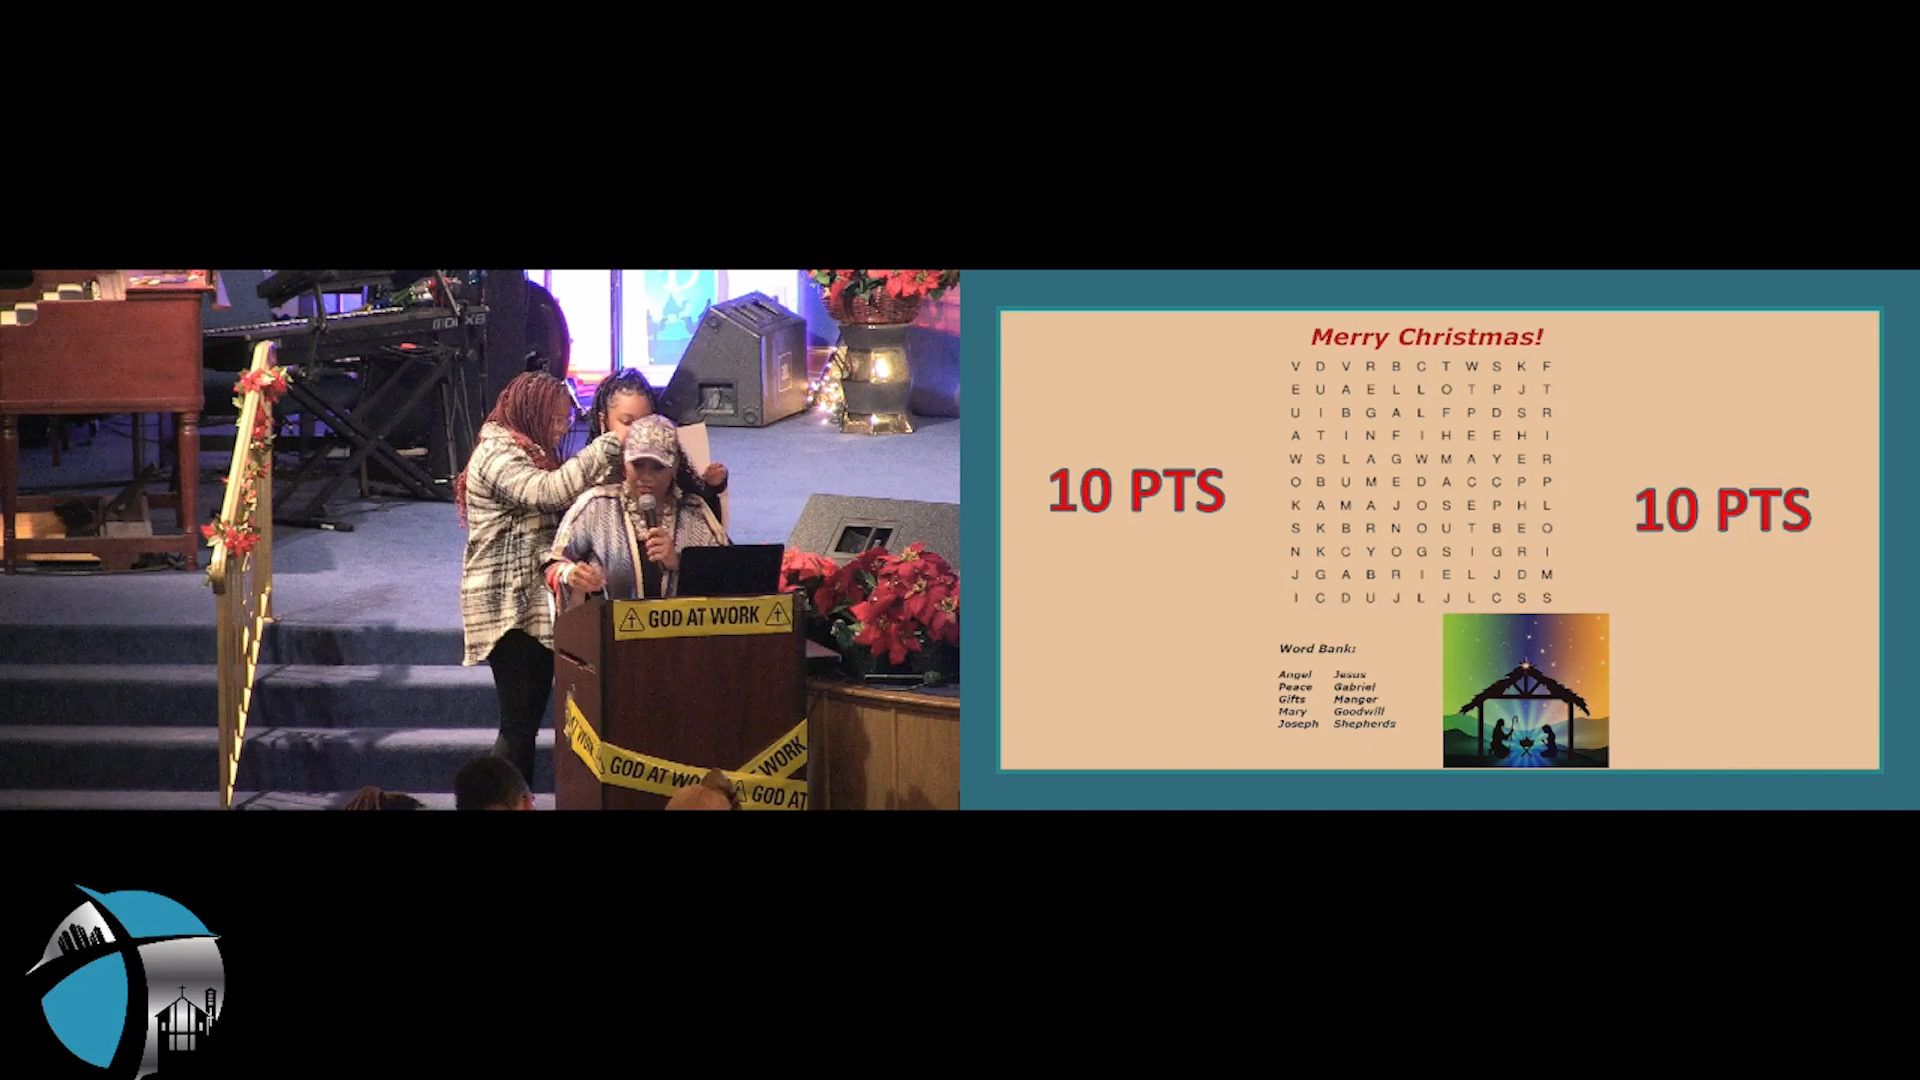 GOD AT WORK
GOD AT WO
WORK
GOD AT
Merry Christmas!
V D V R B C T W S K F
E U A E L L O T P J T
U I B G A L F P D S R
A T I N F I H E E H I
W S L A G W M A Y E R
O B U M E D A C C P P
K A M A J O S E P H L
S K B R N O U T B E O
N K C Y O G S I G R I
J G A B R I E L J D M
I C D U J L J L C S S
10 PTS
10 PTS
Word Bank:
Angel Jesus
Peace Gabriel
Gifts Manger
Mary Goodwill
Joseph Shepherds